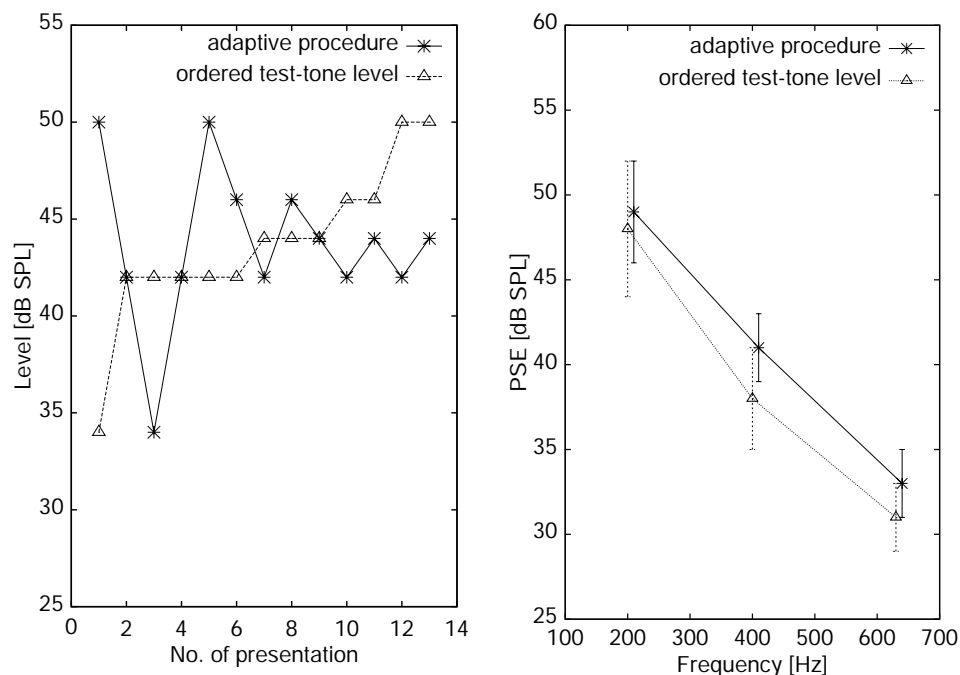 55
50
45
40
35
30
25
0 2 4 6 8 10 12 14
Level [dB SPL]
No. of presentation
adaptive procedure
ordered test-tone level
60
55
50
45
40
35
30
25
100 200 300 400 500 600 700
PSE [dB SPL]
Frequency [Hz]
adaptive procedure
ordered test-tone level